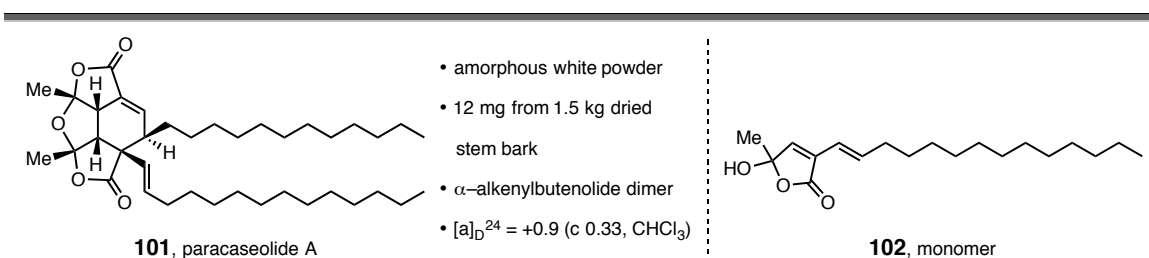 O
O
H
Me
O
Me
H
H
O
O
101, paracaseolide A
• amorphous white powder
• 12 mg from 1.5 kg dried
stem bark
• α–alkenylbutenolide dimer
• [a]D24 = +0.9 (c 0.33, CHCl3)
Me
HO
O
O
102, monomer